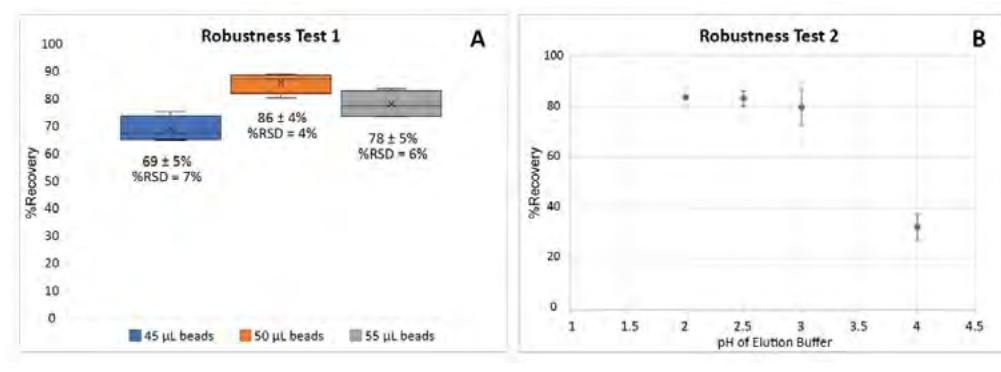 Robustness Test 1
A
100
90
80
70
60
50
40
30
20
10
0
%Recovery
69 ± 5%
%RSD = 7%
86 ± 4%
%RSD = 4%
78 ± 5%
%RSD = 6%
45 µL beads
50 µL beads
55 µL beads
Robustness Test 2
B
100
80
60
40
20
0
%Recovery
1 1.5 2 2.5 3 3.5 4 4.5
pH of Elution Buffer